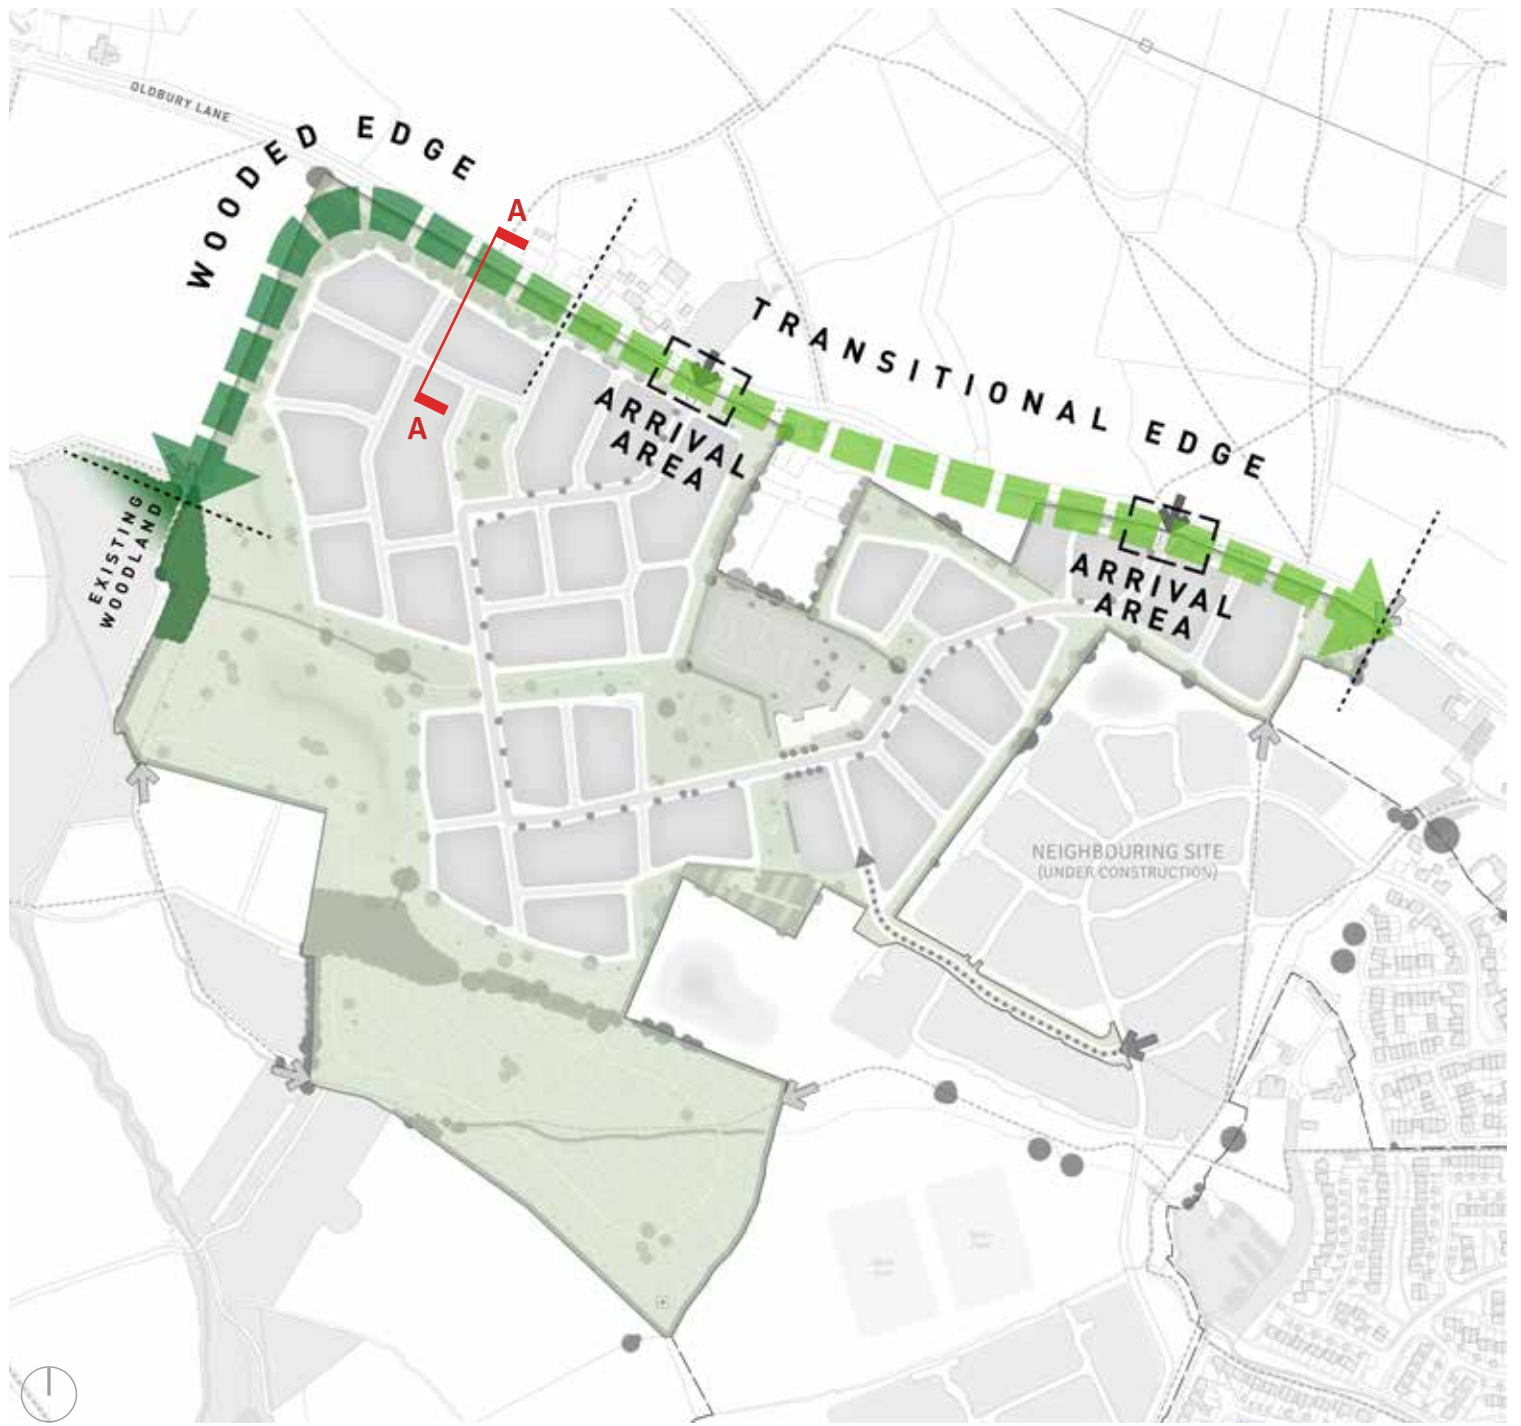 OLDBURY LANE
WOODED EDGE
A
TRANSITIONAL EDGE
ARRIVAL
AREA
A
EXISTING
WOODLAND
ARRIVAL
AREA
NEIGHBOURING SITE
(UNDER CONSTRUCTION)